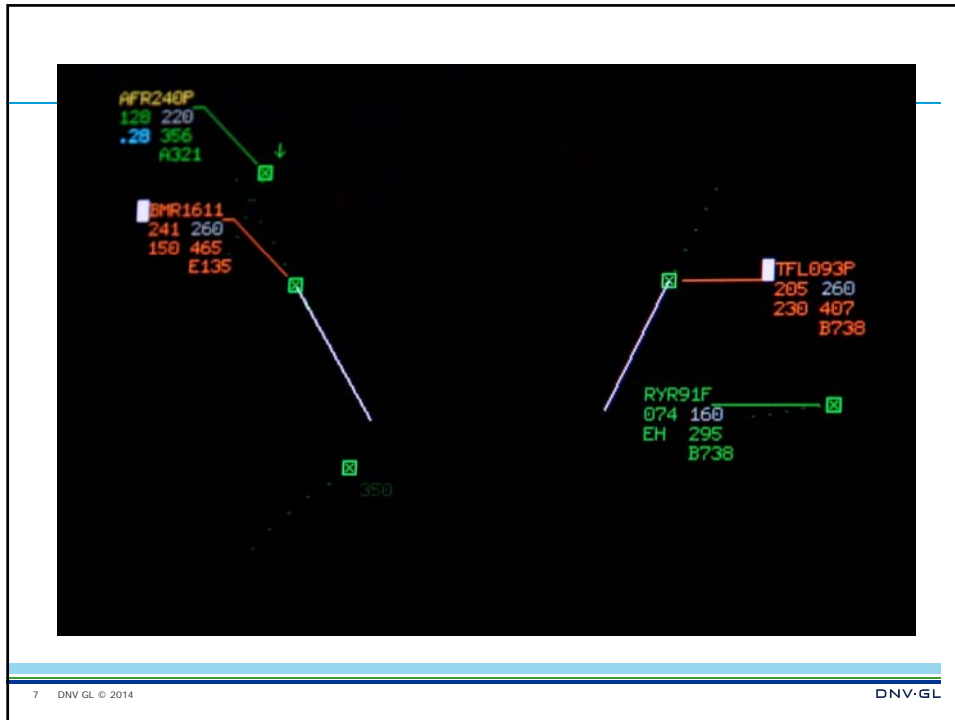 AFR240P
128 220
.28 356
A321
BMR1611
241 260
150 465
E135
TFL093P
205 260
230 407
B738
RYR91F
074 160
EH 295
B738
350
7 DNV GL © 2014
DNV·GL